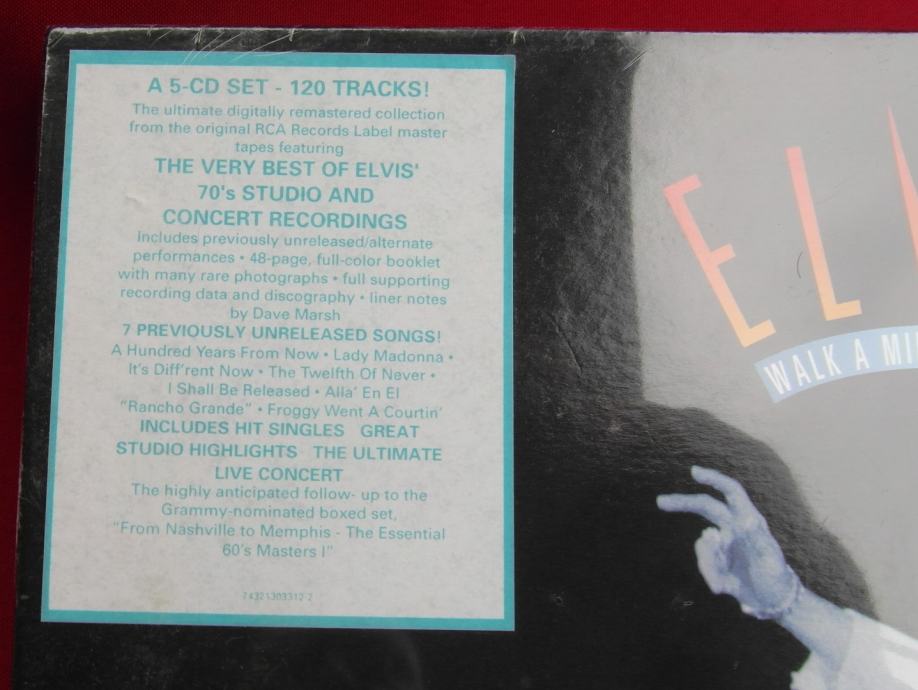 A 5-CD SET - 120 TRACKS!
The ultimate digitally remastered collection
from the original RCA Records Label master
tapes featuring
THE VERY BEST OF ELVIS'
70's STUDIO AND
CONCERT RECORDINGS
Includes previously unreleased/alternate
performances • 48-page, full-color booklet
with many rare photographs • full supporting
recording data and discography • liner notes
by Dave Marsh
7 PREVIOUSLY UNRELEASED SONGS!
A Hundred Years From Now • Lady Madonna •
It's Diff'rent Now • The Twelfth Of Never •
I Shall Be Released • Alla' En El
"Rancho Grande" • Froggy Went A Courtin'
INCLUDES HIT SINGLES GREAT
STUDIO HIGHLIGHTS THE ULTIMATE
LIVE CONCERT
The highly anticipated follow- up to the
Grammy-nominated boxed set,
"From Nashville to Memphis - The Essential
60's Masters I"
74321303312-2
EL
WALK A MI